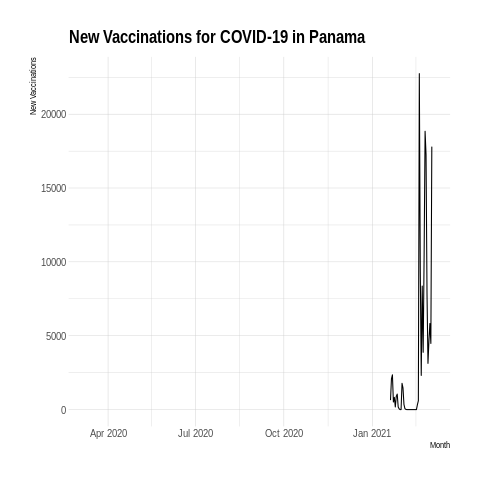 New Vaccinations for COVID-19 in Panama
New Vaccinations
20000
15000
10000
5000
0
Apr 2020 Jul 2020 Oct 2020 Jan 2021
Month